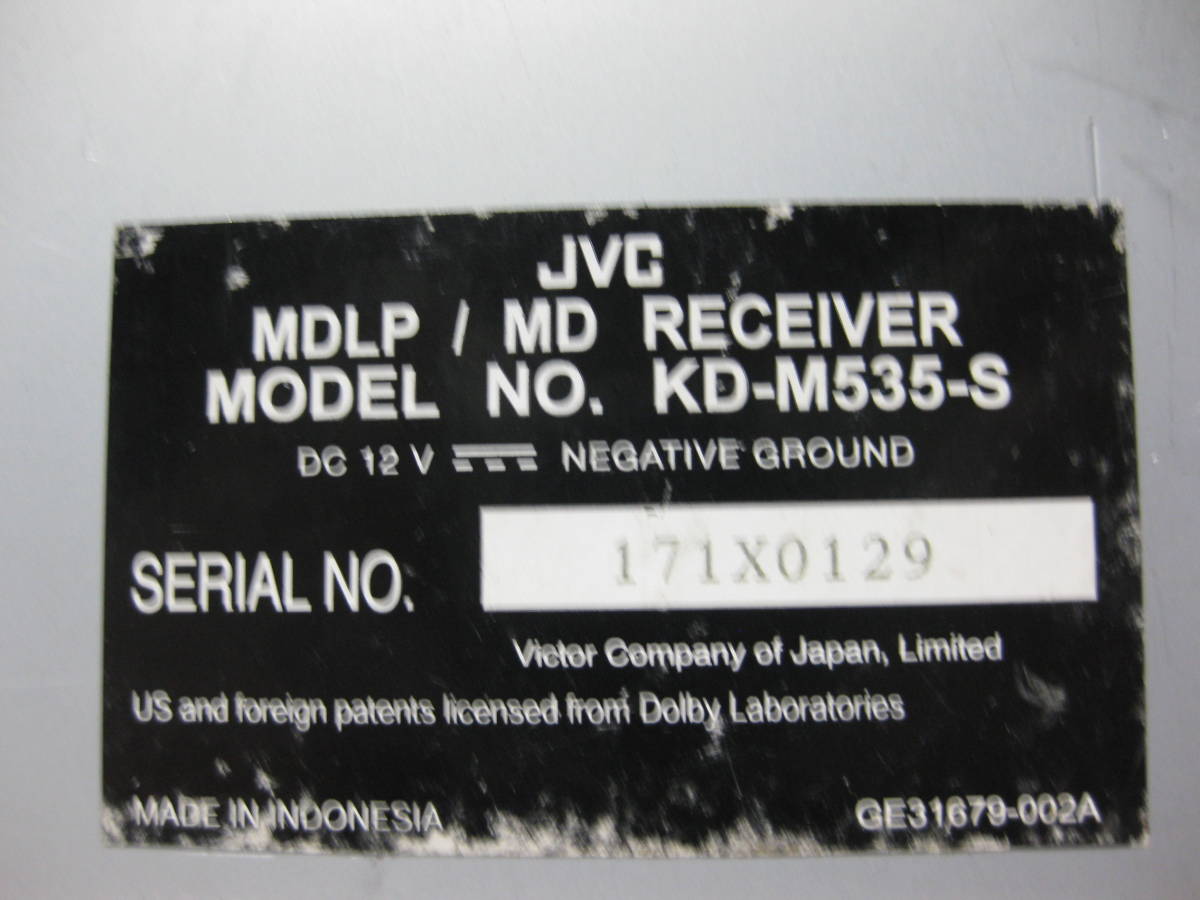 JVC
MDLP / MD RECEIVER
MODEL NO. KD-M535-S
DC 12 V NEGATIVE GROUND
SERIAL NO. 171X0129
Victor Company of Japan, Limited
US and foreign patents licensed from Dolby Laboratories
MADE IN INDONESIA GE31679-002A